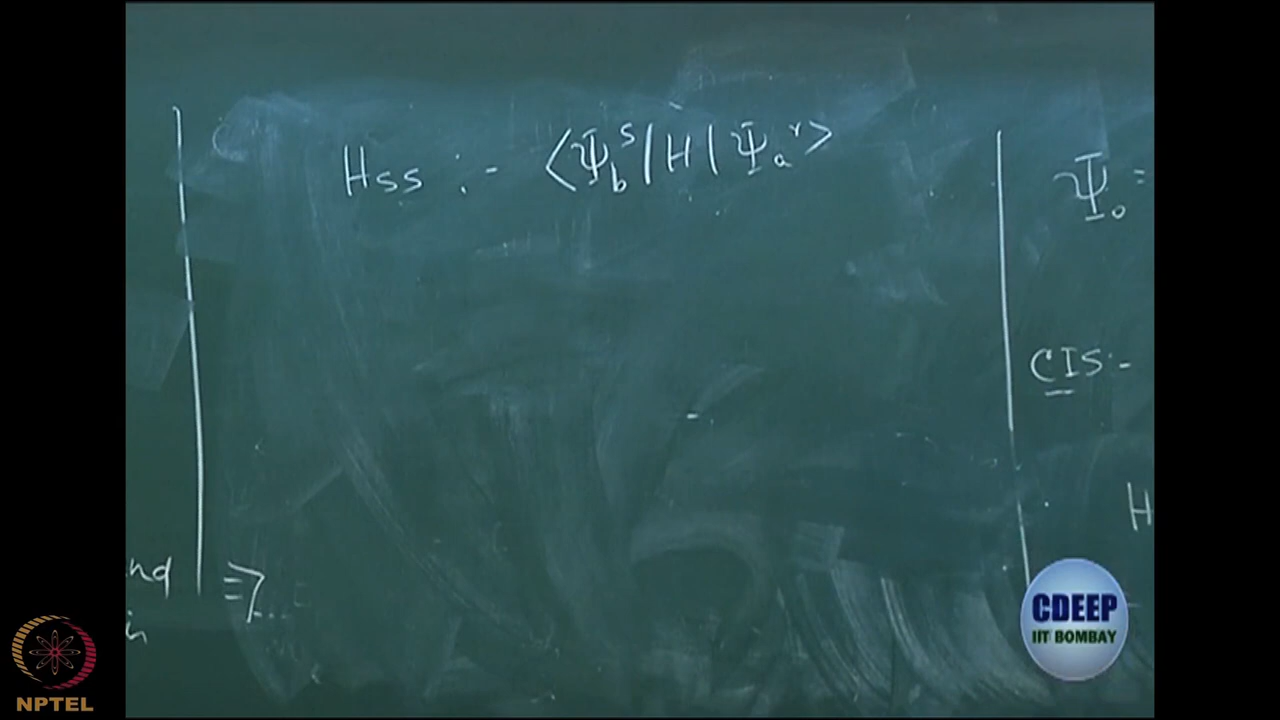 Hss :- ⟨Ψ_b^s | H | Ψ_a^r⟩
Ψ_0 =
CIS:-
H
nd ⇒
CDEEP
IIT BOMBAY
NPTEL